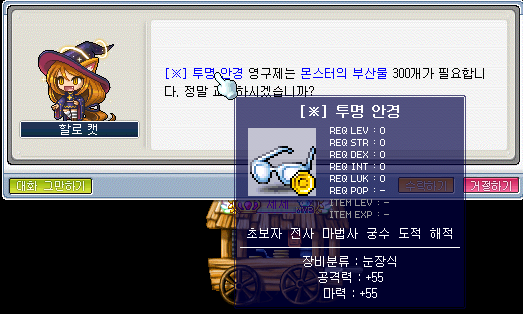 [※] 투명 안경 영구제는 몬스터의 부산물 300개가 필요합니
다. 정말 하시겠습니까?
할로 캣
[※] 투명 안경
REQ LEV : 0
REQ STR : 0
REQ DEX : 0
REQ INT : 0
REQ LUK : 0
REQ POP : -
ITEM LEV : -
ITEM EXP : -
대화 그만하기
수락하기
거절하기
초보자 전사 마법사 궁수 도적 해적
장비분류 : 눈장식
공격력 : +55
마력 : +55